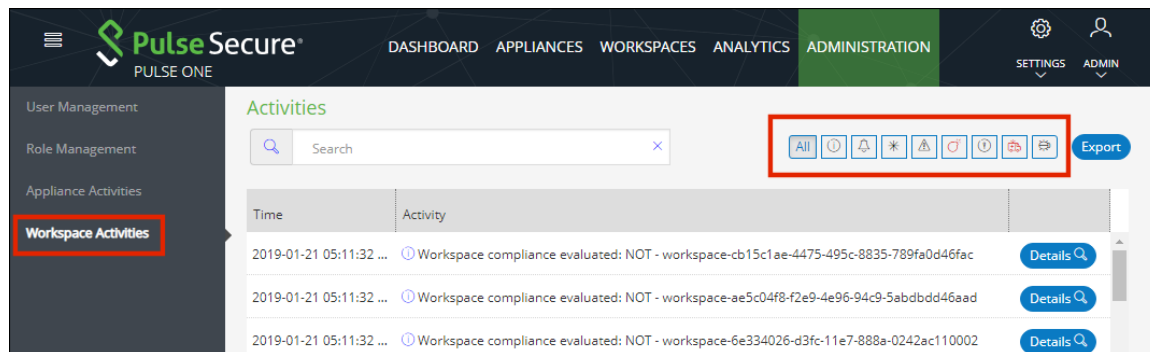 Pulse Secure®
PULSE ONE
DASHBOARD APPLIANCES WORKSPACES ANALYTICS ADMINISTRATION
SETTINGS ADMIN
User Management
Role Management
Appliance Activities
Workspace Activities
Activities
Search
All
Export
Time Activity
2019-01-21 05:11:32 ... Workspace compliance evaluated: NOT - workspace-cb15c1ae-4475-495c-8835-789fa0d46fac Details
2019-01-21 05:11:32 ... Workspace compliance evaluated: NOT - workspace-ae5c04f8-f2e9-4e96-94c9-5abdbdd46aad Details
2019-01-21 05:11:32 ... Workspace compliance evaluated: NOT - workspace-6e334026-d3fc-11e7-888a-0242ac110002 Details